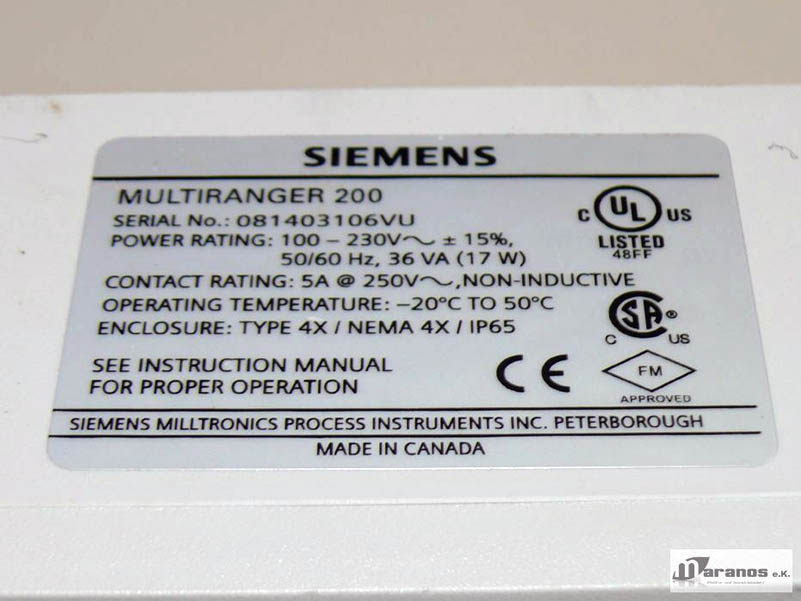 SIEMENS
MULTIRANGER 200
SERIAL No.: 081403106VU
POWER RATING: 100 – 230V～ ± 15%,
50/60 Hz, 36 VA (17 W)
CONTACT RATING: 5A @ 250V～, NON-INDUCTIVE
OPERATING TEMPERATURE: –20°C TO 50°C
ENCLOSURE: TYPE 4X / NEMA 4X / IP65
SEE INSTRUCTION MANUAL
FOR PROPER OPERATION
C UL US
LISTED
48FF
SA ®
C US
CE
FM
APPROVED
SIEMENS MILLTRONICS PROCESS INSTRUMENTS INC. PETERBOROUGH
MADE IN CANADA
Maranos e.K.